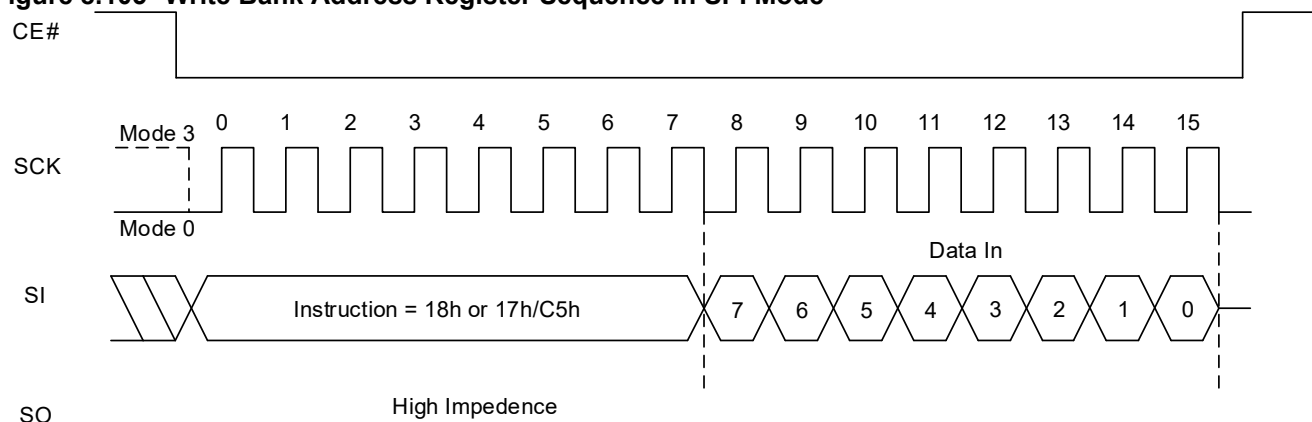 Figure 8.105 Write Bank Address Register Sequence In SPI Mode
CE#
Mode 3 0 1 2 3 4 5 6 7 8 9 10 11 12 13 14 15
SCK
Mode 0
Data In
SI
Instruction = 18h or 17h/C5h 7 6 5 4 3 2 1 0
High Impedence
SO